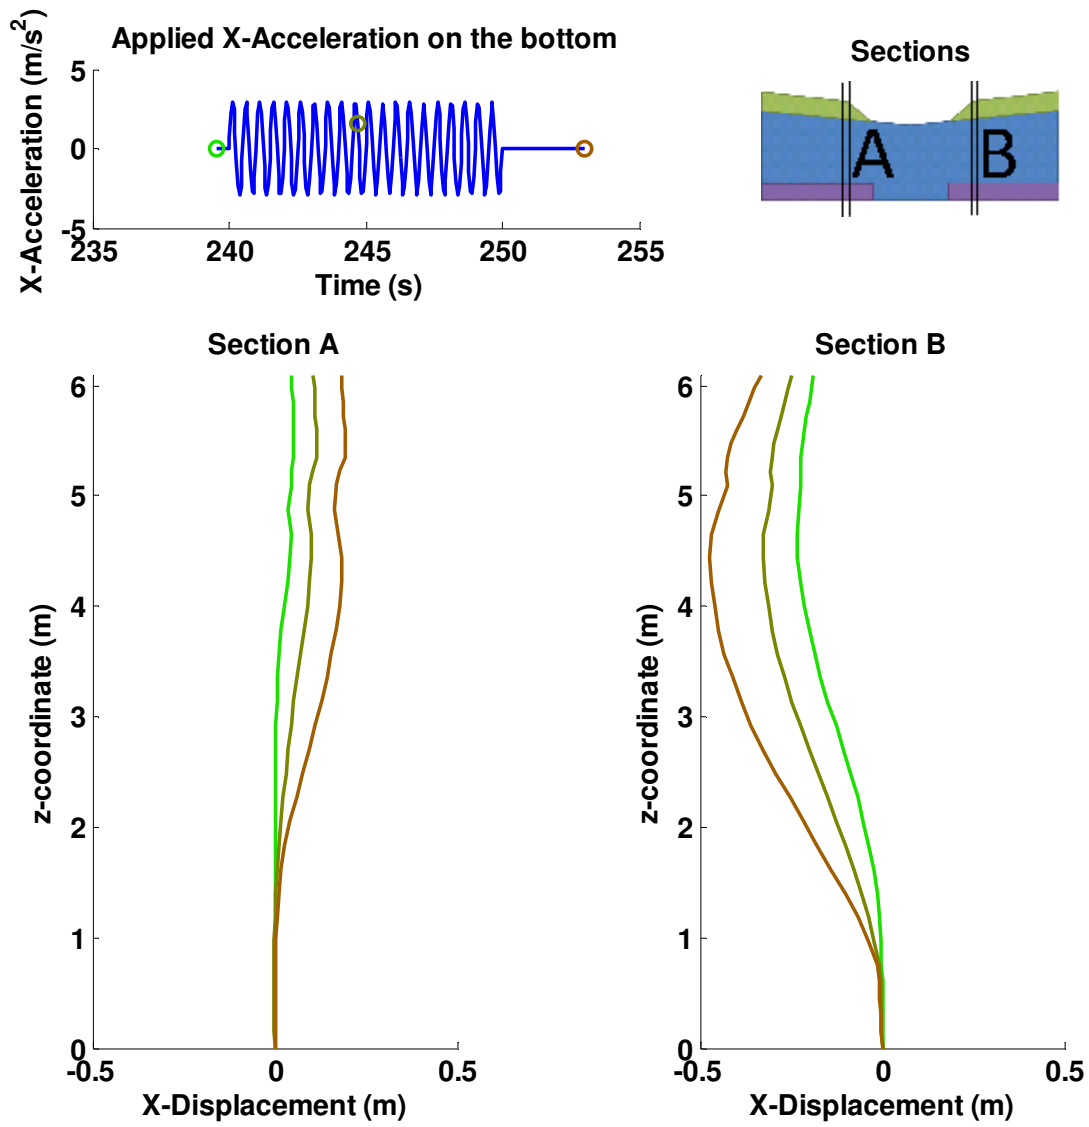 Applied X-Acceleration on the bottom
X-Acceleration (m/s²)
5
0
-5
235 240 245 250 255
Time (s)
Sections
A B
Section A
z-coordinate (m)
6
5
4
3
2
1
0
-0.5 0 0.5
X-Displacement (m)
Section B
z-coordinate (m)
6
5
4
3
2
1
0
-0.5 0 0.5
X-Displacement (m)